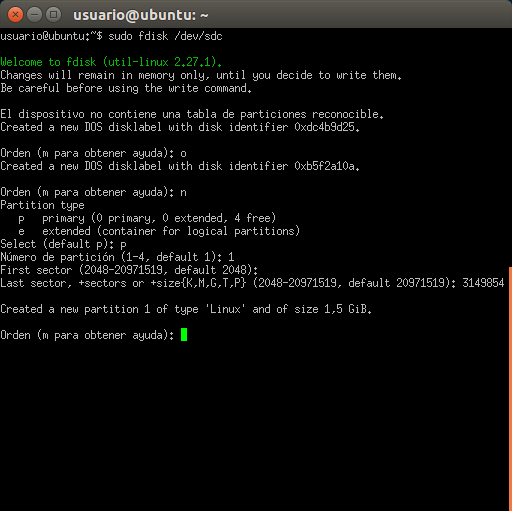 usuario@ubuntu: ~
usuario@ubuntu:~$ sudo fdisk /dev/sdc
Welcome to fdisk (util-linux 2.27.1).
Changes will remain in memory only, until you decide to write them.
Be careful before using the write command.
El dispositivo no contiene una tabla de particiones reconocible.
Created a new DOS disklabel with disk identifier 0xdc4b9d25.
Orden (m para obtener ayuda): o
Created a new DOS disklabel with disk identifier 0xb5f2a10a.
Orden (m para obtener ayuda): n
Partition type
p   primary (0 primary, 0 extended, 4 free)
e   extended (container for logical partitions)
Select (default p): p
Número de partición (1-4, default 1): 1
First sector (2048-20971519, default 2048):
Last sector, +sectors or +size{K,M,G,T,P} (2048-20971519, default 20971519): 3149854
Created a new partition 1 of type 'Linux' and of size 1,5 GiB.
Orden (m para obtener ayuda):